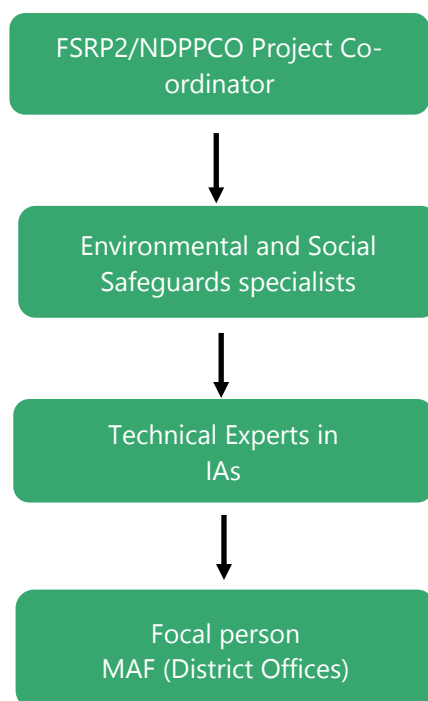 FSRP2/NDPPCO Project Co-
ordinator
Environmental and Social
Safeguards specialists
Technical Experts in
IAs
Focal person
MAF (District Offices)